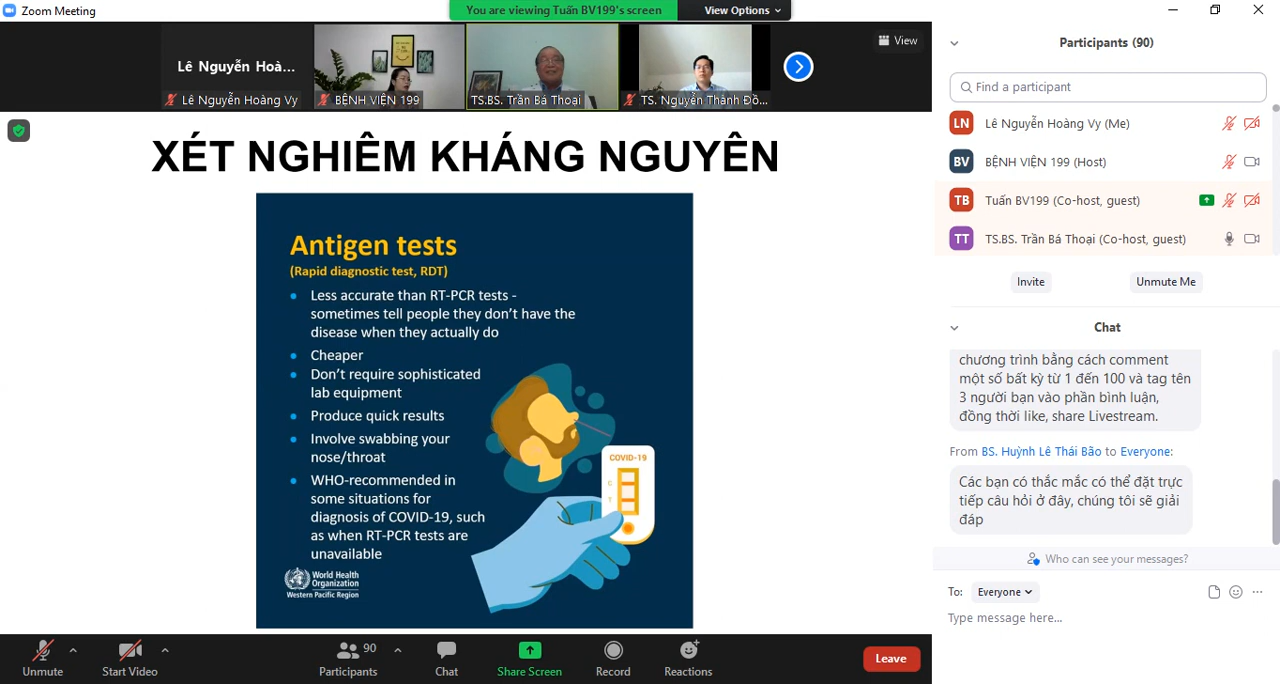 Zoom Meeting
You are viewing Tuấn BV199's screen
View Options
Lê Nguyễn Hoà...
Lê Nguyễn Hoàng Vy
BỆNH VIỆN 199
TS.BS. Trần Bá Thoại
TS. Nguyễn Thành Đồ...
View
XÉT NGHIÊM KHÁNG NGUYÊN
Antigen tests
(Rapid diagnostic test, RDT)
Less accurate than RT-PCR tests -
sometimes tell people they don't have the
disease when they actually do
Cheaper
Don't require sophisticated
lab equipment
Produce quick results
Involve swabbing your
nose/throat
WHO-recommended in
some situations for
diagnosis of COVID-19, such
as when RT-PCR tests are
unavailable
COVID-19
C
T
World Health
Organization
Western Pacific Region
Unmute
Start Video
90
Participants
Chat
Share Screen
Record
Reactions
Leave
Participants (90)
Find a participant
LN Lê Nguyễn Hoàng Vy (Me)
BV BỆNH VIỆN 199 (Host)
TB Tuấn BV199 (Co-host, guest)
TT TS.BS. Trần Bá Thoại (Co-host, guest)
Invite
Unmute Me
Chat
chương trình bằng cách comment
một số bất kỳ từ 1 đến 100 và tag tên
3 người bạn vào phần bình luận,
đồng thời like, share Livestream.
From BS. Huỳnh Lê Thái Bão to Everyone:
Các bạn có thắc mắc có thể đặt trực
tiếp câu hỏi ở đây, chúng tôi sẽ giải
đáp
Who can see your messages?
To: Everyone
Type message here...